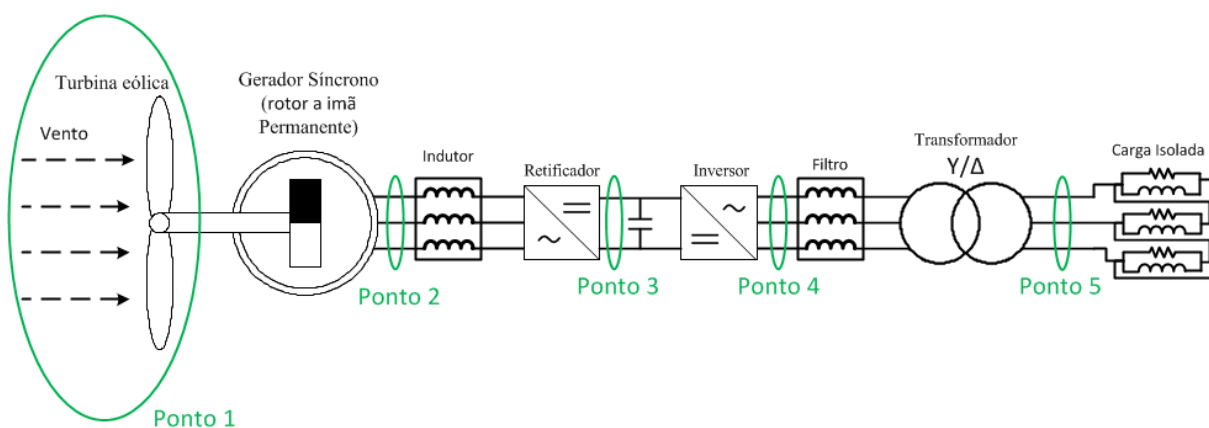 Turbina eólica
Vento
Ponto 1
Gerador Síncrono
(rotor a imã
Permanente)
Ponto 2
Indutor
Retificador
Ponto 3
Inversor
Ponto 4
Filtro
Transformador
Y/Δ
Ponto 5
Carga Isolada